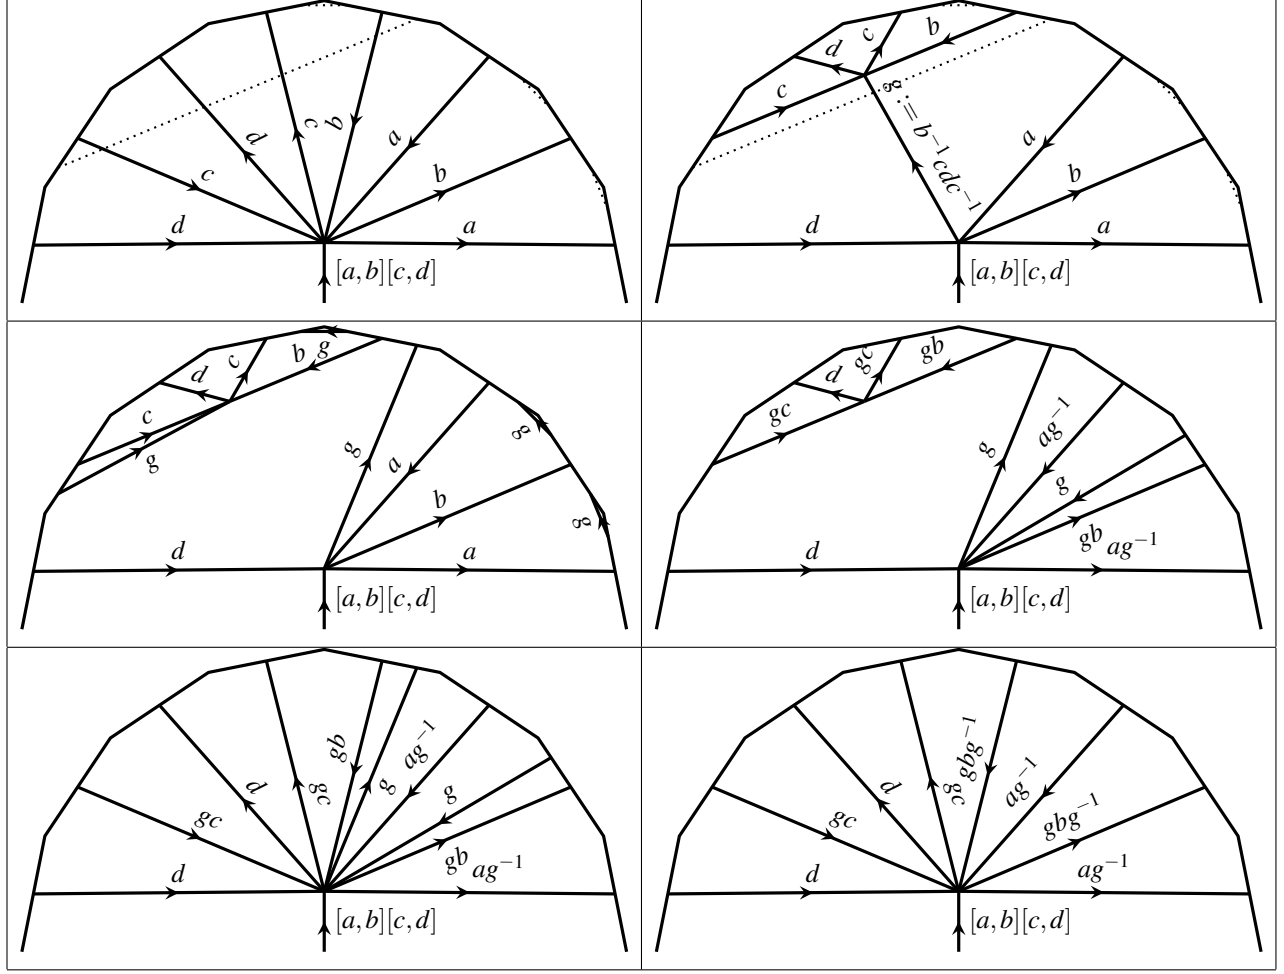 d c d c b a b a
[a,b][c,d]
d c d c b g := b⁻¹cdc⁻¹ a b a
[a,b][c,d]
d c g d c b g g a b g g a
[a,b][c,d]
d gc d gc gb g ag⁻¹ g gb ag⁻¹
[a,b][c,d]
d gc d gc gb g ag⁻¹ g gb ag⁻¹
[a,b][c,d]
d gc d gc gbg⁻¹ ag⁻¹ gbg⁻¹ ag⁻¹
[a,b][c,d]